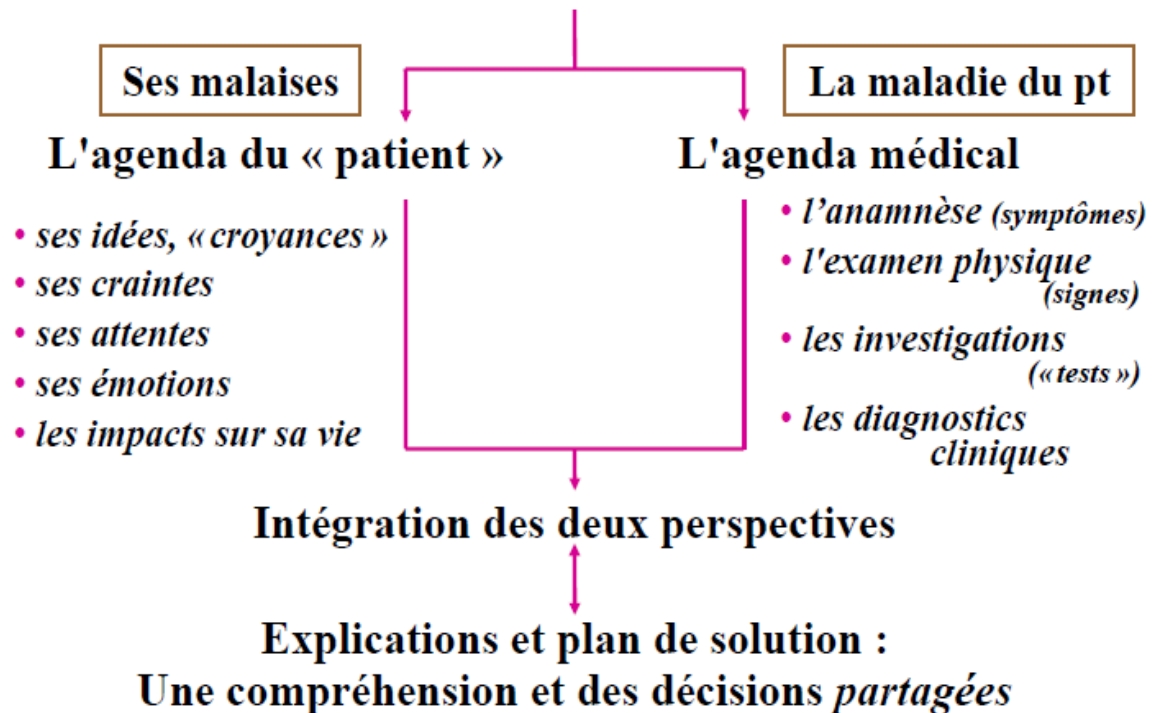 Ses malaises
La maladie du pt
L'agenda du « patient »
L'agenda médical
• ses idées, « croyances »
• ses craintes
• ses attentes
• ses émotions
• les impacts sur sa vie
• l’anamnèse (symptômes)
• l'examen physique
(signes)
• les investigations
(« tests »)
• les diagnostics
cliniques
Intégration des deux perspectives
Explications et plan de solution :
Une compréhension et des décisions partagées